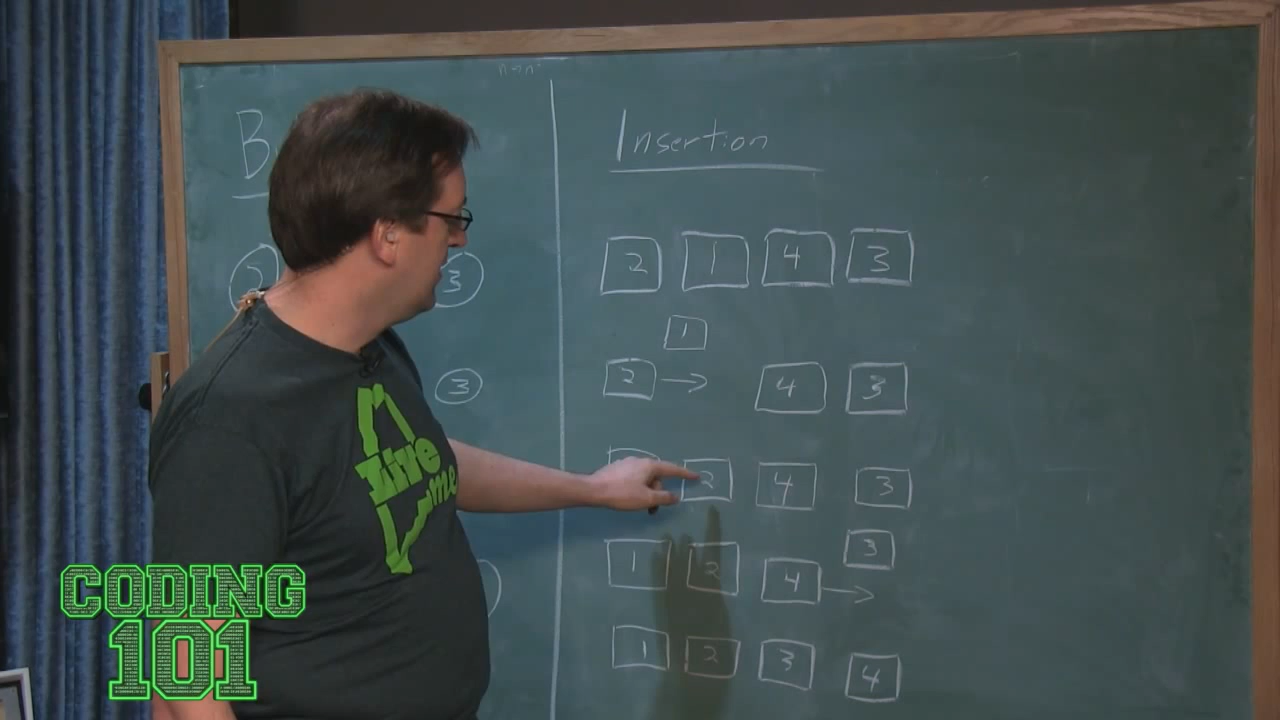 B
Insertion
2 1 4 3
3
1
2 → 4 3
3
2 4 3
3
1 2 4 →
1 2 3 4
Live
me
CODING
101